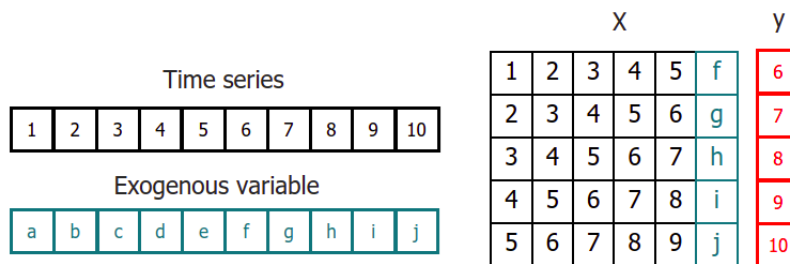 Time series
1 2 3 4 5 6 7 8 9 10
Exogenous variable
a b c d e f g h i j
X y
1 2 3 4 5 f 6
2 3 4 5 6 g 7
3 4 5 6 7 h 8
4 5 6 7 8 i 9
5 6 7 8 9 j 10